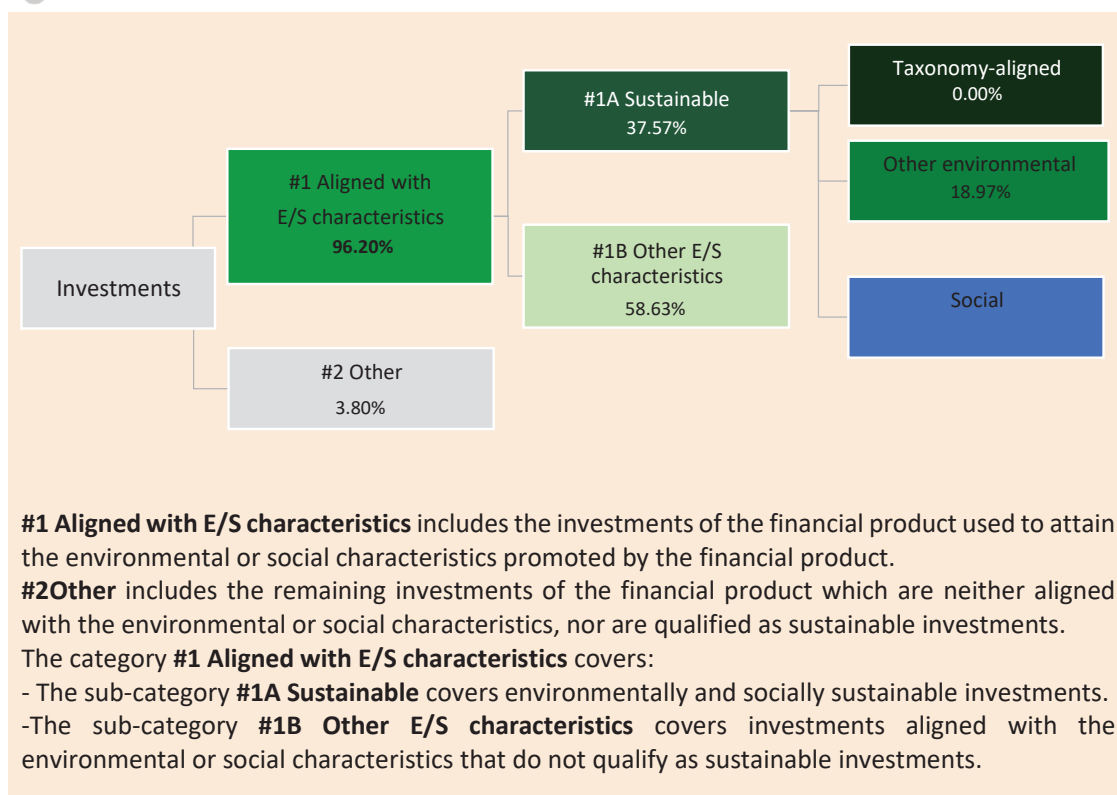 Investments
#1 Aligned with
E/S characteristics
96.20%
#2 Other
3.80%
#1A Sustainable
37.57%
#1B Other E/S
characteristics
58.63%
Taxonomy-aligned
0.00%
Other environmental
18.97%
Social
#1 Aligned with E/S characteristics includes the investments of the financial product used to attain
the environmental or social characteristics promoted by the financial product.
#2Other includes the remaining investments of the financial product which are neither aligned
with the environmental or social characteristics, nor are qualified as sustainable investments.
The category #1 Aligned with E/S characteristics covers:
- The sub-category #1A Sustainable covers environmentally and socially sustainable investments.
-The sub-category #1B Other E/S characteristics covers investments aligned with the
environmental or social characteristics that do not qualify as sustainable investments.